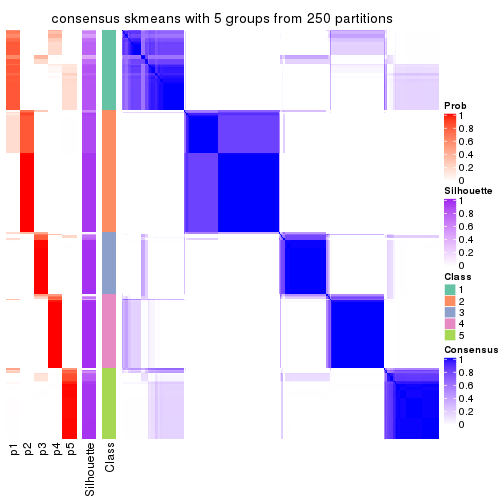 consensus skmeans with 5 groups from 250 partitions
Prob
1
0.8
0.6
0.4
0.2
0
Silhouette
1
0.8
0.6
0.4
0.2
0
Class
1
2
3
4
5
Consensus
1
0.8
0.6
0.4
0.2
0
p1
p2
p3
p4
p5
Silhouette
Class